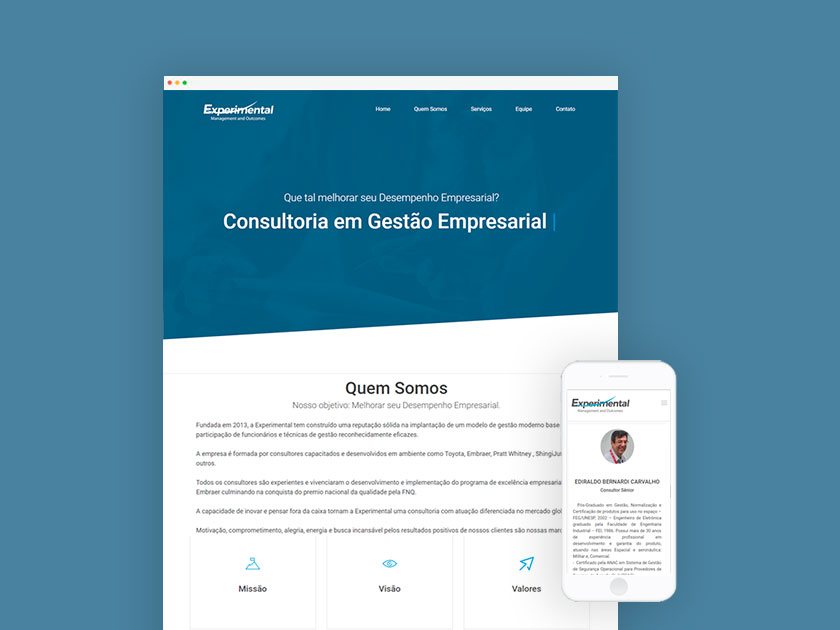 Experimental
Management and Outcomes
Home Quem Somos Serviços Equipe Contato
Que tal melhorar seu Desempenho Empresarial?
Consultoria em Gestão Empresarial
Quem Somos
Nosso objetivo: Melhorar seu Desempenho Empresarial.
Fundada em 2013, a Experimental tem construído uma reputação sólida na implantação de um modelo de gestão moderno base
participação de funcionários e técnicas de gestão reconhecidamente eficazes.
A empresa é formada por consultores capacitados e desenvolvidos em ambiente como Toyota, Embraer, Pratt Whitney , ShingiJu
outros.
Todos os consultores são experientes e vivenciaram o desenvolvimento e implementação do programa de excelência empresaria
Embraer culminando na conquista do premio nacional da qualidade pela FNQ.
A capacidade de inovar e pensar fora da caixa tornam a Experimental uma consultoria com atuação diferenciada no mercado glo
Motivação, comprometimento, alegria, energia e busca incansável pelos resultados positivos de nossos clientes são nossas marc
Missão Visão Valores
Experimental
Management and Outcomes
EDIRALDO BERNARDI CARVALHO
Consultor Sênior
Pós-Graduado em Gestão, Normalização e
Certificação de produtos para uso no espaço –
FEG/UNESP, 2002 – Engenheiro de Eletrônica
graduado pela Faculdade de Engenharia
Industrial – FEI, 1986. Possui mais de 30 anos
de experiência profissional em
desenvolvimento e garantia do produto,
atuando nas áreas Espacial e aeronáutica:
Militar e, Comercial.
- Certificado pela ANAC em Sistema de Gestão
de Segurança Operacional para Provedores de